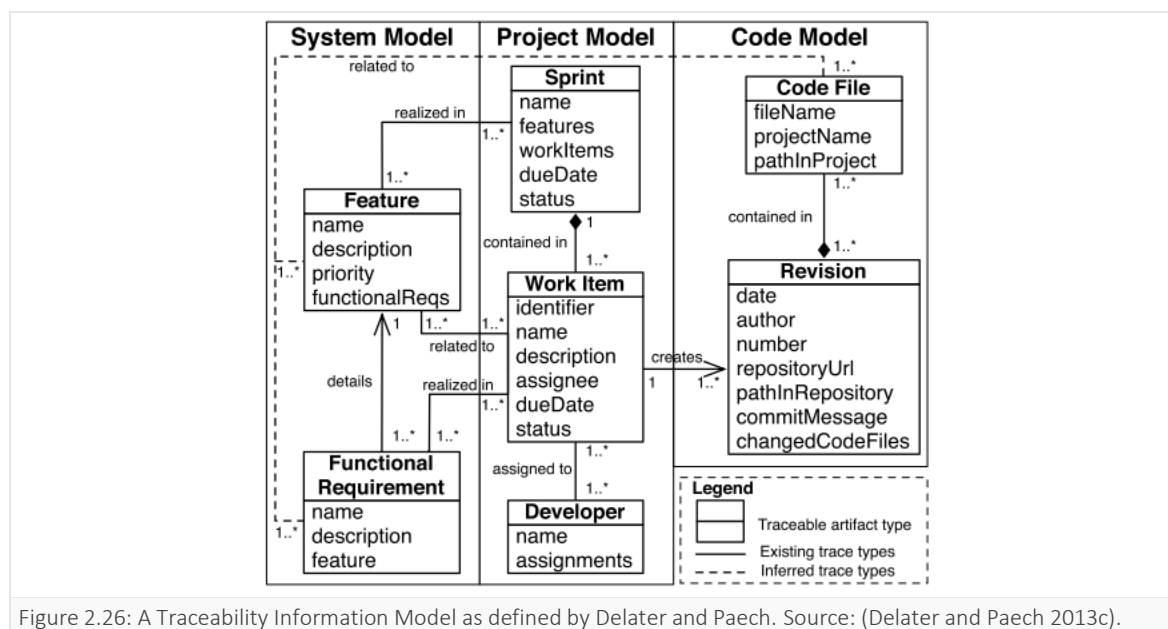 System Model
Project Model
Code Model
related to
1..*
Sprint
name
features
workItems
dueDate
status
Code File
fileName
projectName
pathInProject
realized in
1..*
1..*
1..*
Feature
name
description
priority
functionalReqs
1
contained in
1..*
contained in
1..*
1..*
Work Item
identifier
name
description
assignee
dueDate
status
Revision
date
author
number
repositoryUrl
pathInRepository
commitMessage
changedCodeFiles
1
1..*
1..*
related to
creates
1
1..*
details
realized in
1..*
1..*
1..*
1..*
assigned to
1..*
Functional
Requirement
name
description
feature
1..*
Developer
name
assignments
Legend
Traceable artifact type
Existing trace types
Inferred trace types
Figure 2.26: A Traceability Information Model as defined by Delater and Paech. Source: (Delater and Paech 2013c).